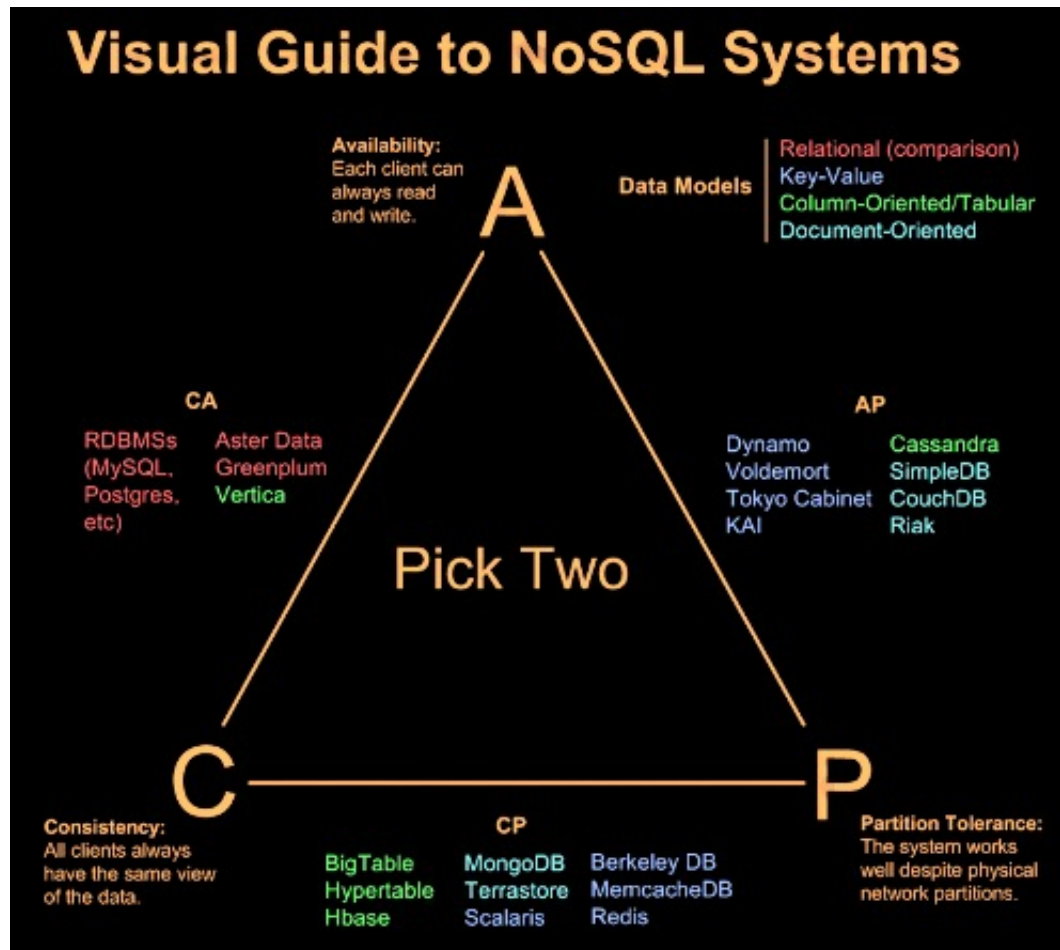 Visual Guide to NoSQL Systems
Availability:
Each client can
always read
and write.
A
Data Models
Relational (comparison)
Key-Value
Column-Oriented/Tabular
Document-Oriented
CA
RDBMSs
(MySQL,
Postgres,
etc)
Aster Data
Greenplum
Vertica
AP
Dynamo
Voldemort
Tokyo Cabinet
KAI
Cassandra
SimpleDB
CouchDB
Riak
Pick Two
C
Consistency:
All clients always
have the same view
of the data.
CP
BigTable
Hypertable
Hbase
MongoDB
Terrastore
Scalaris
Berkeley DB
MemcacheDB
Redis
P
Partition Tolerance:
The system works
well despite physical
network partitions.